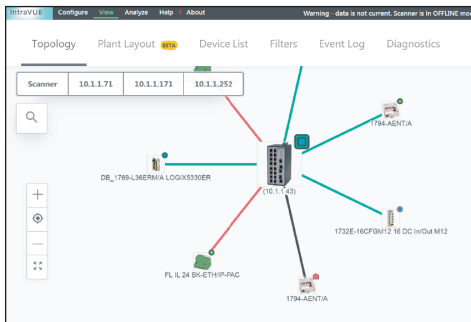 IntraVUE Configure View Analyze Help ! About Warning - data is not current. Scanner is in OFFLINE mo
Topology Plant Layout BETA Device List Filters Event Log Diagnostics
Scanner 10.1.1.71 10.1.1.171 10.1.1.252
1794-AENT/A
DB_1769-L36ERM/A LOGIX5330ER
(10.1.1.43)
1732E-16CFGM12 16 DC In/Out M12
FL IL 24 BK-ETH/IP-PAC
1794-AENT/A